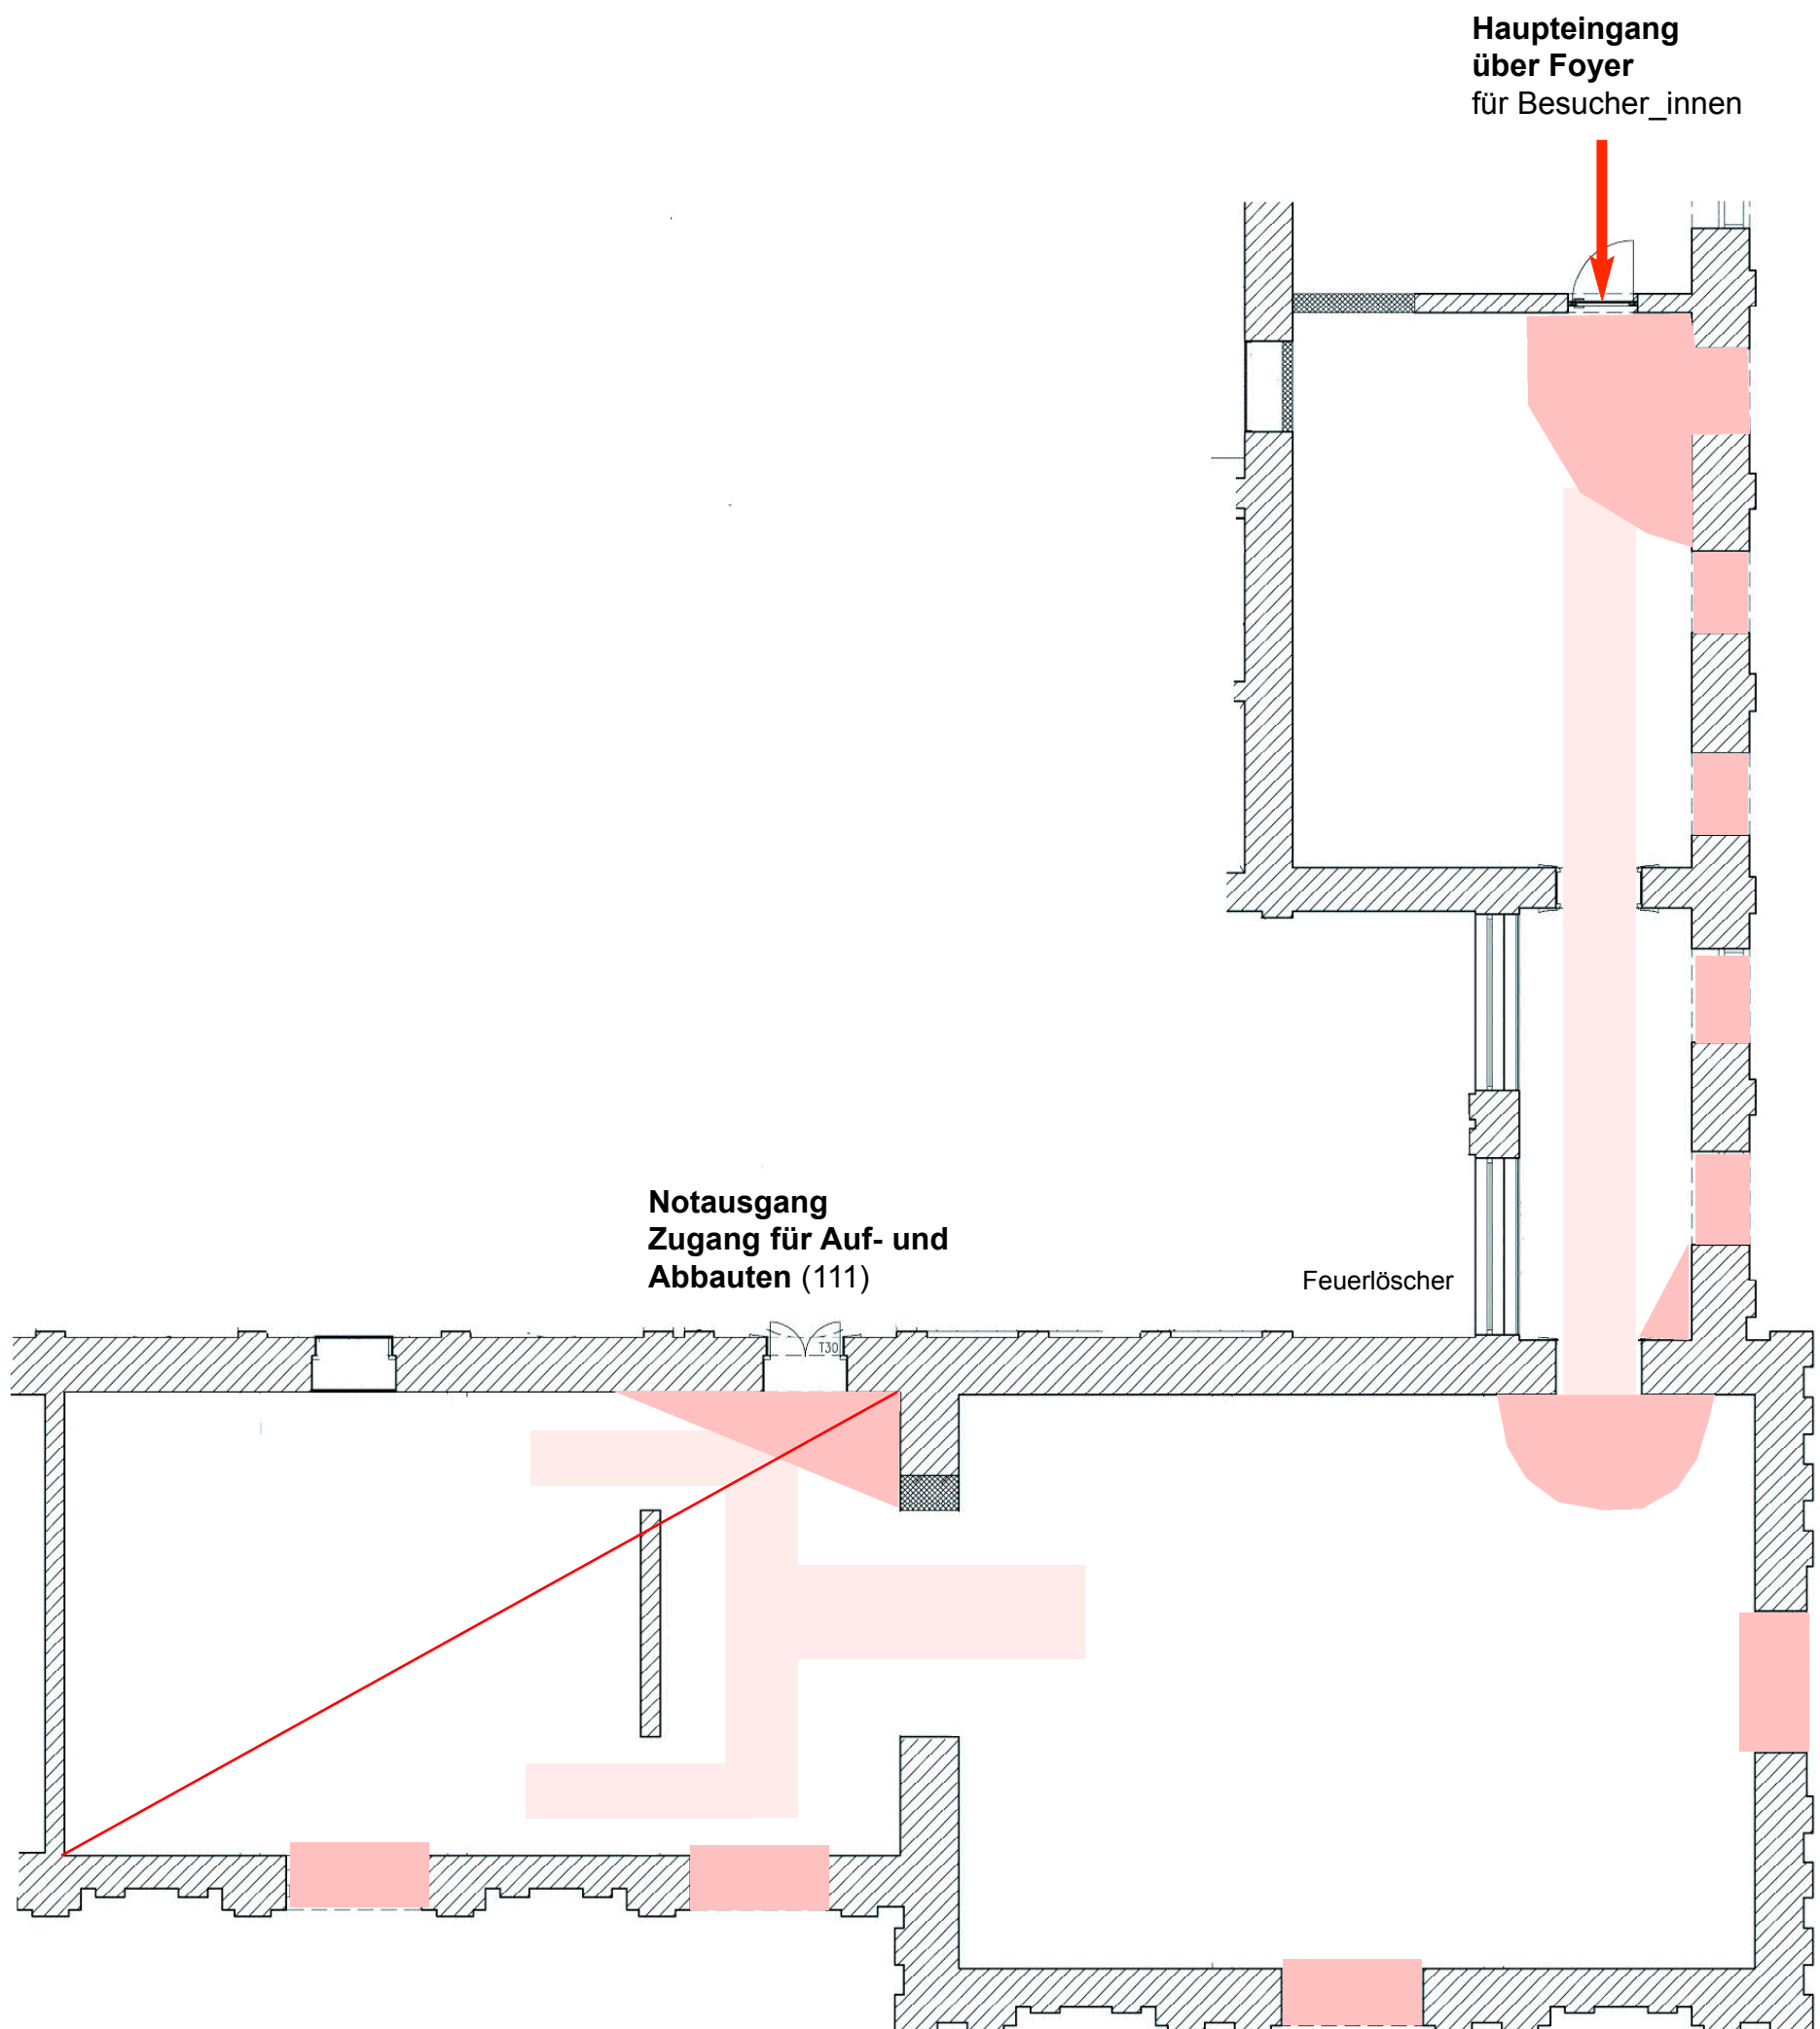 Haupteingang
über Foyer
für Besucher_innen
Notausgang
Zugang für Auf- und
Abbauten (111)
Feuerlöscher
T30